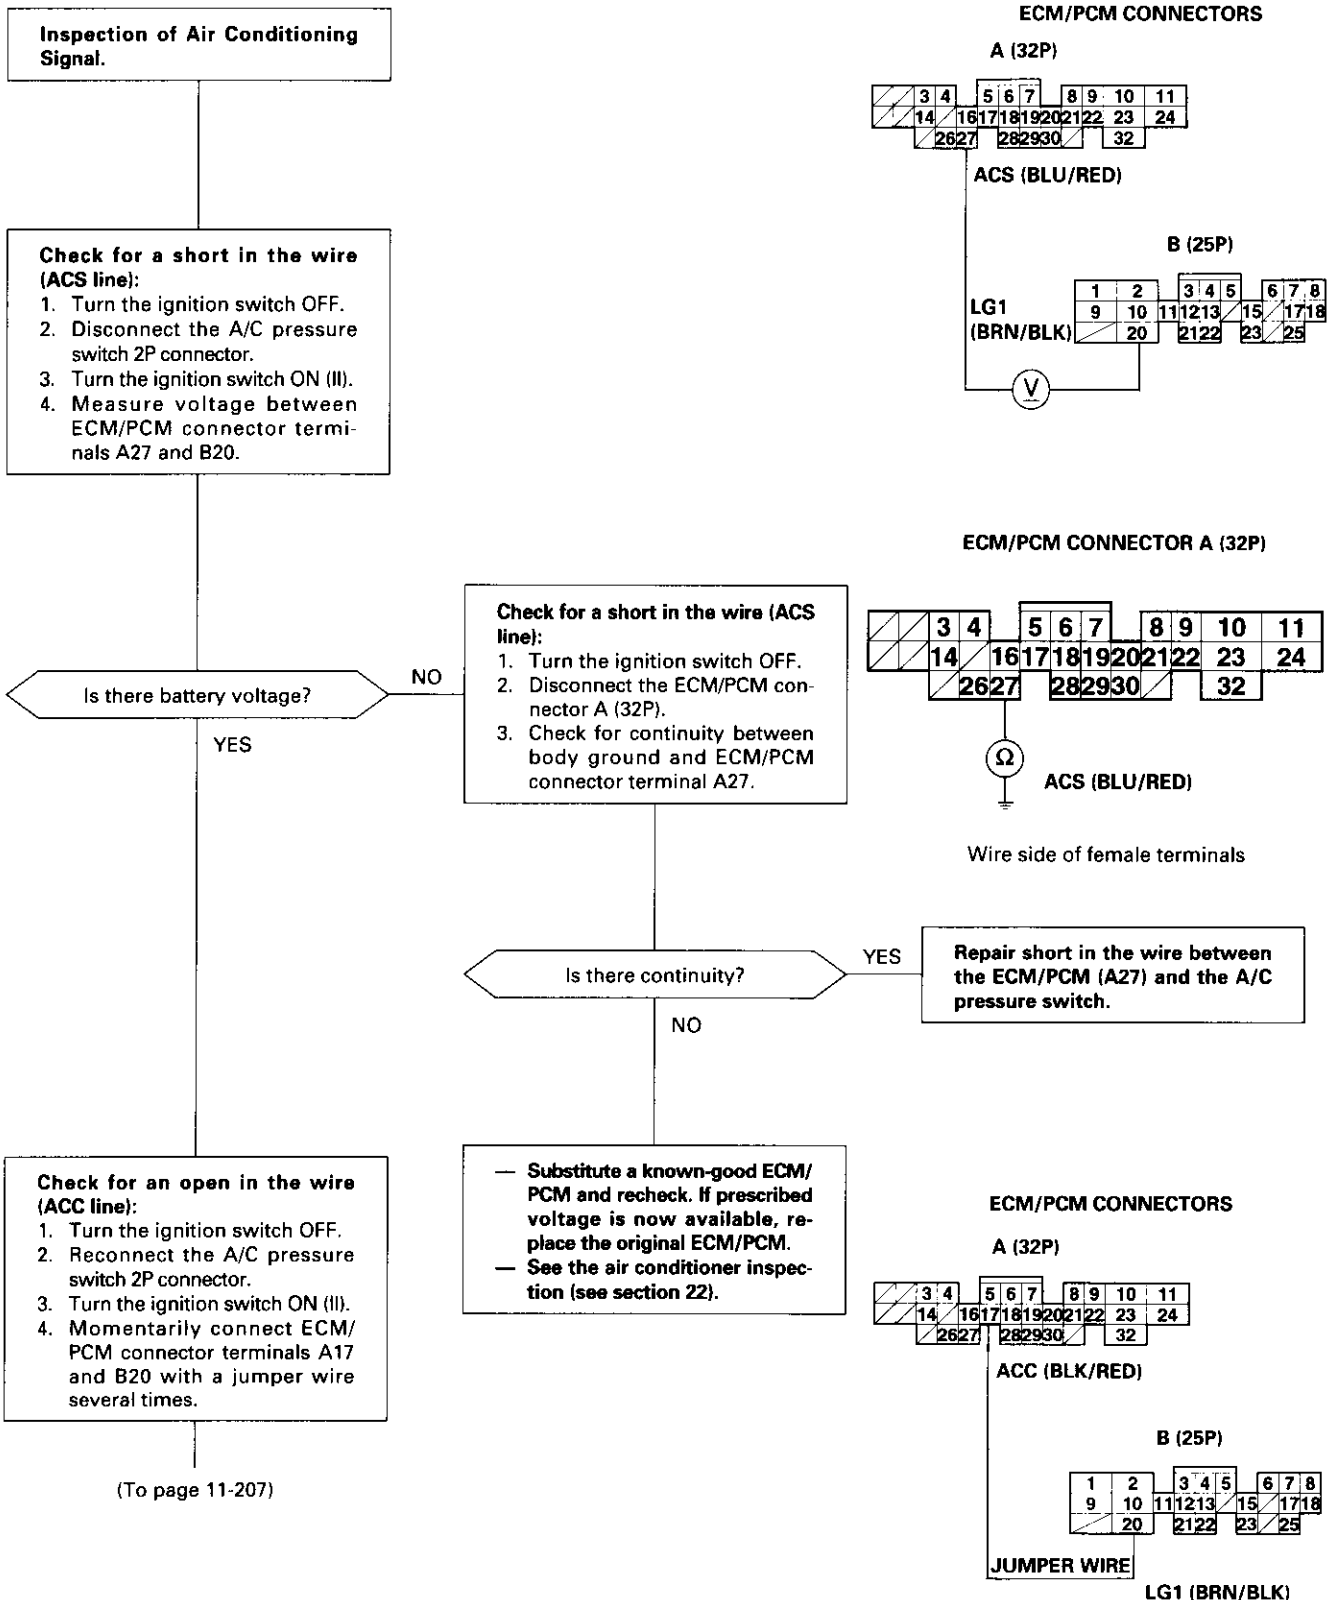 Inspection of Air Conditioning
Signal.
ECM/PCM CONNECTORS
A (32P)
3 4 5 6 7 8 9 10 11
14 16 17 18 19 20 21 22 23 24
26 27 28 29 30 32
ACS (BLU/RED)
B (25P)
1 2 3 4 5 6 7 8
9 10 11 12 13 15 17 18
20 21 22 23 25
LG1
(BRN/BLK)
V
Check for a short in the wire
(ACS line):
1. Turn the ignition switch OFF.
2. Disconnect the A/C pressure
switch 2P connector.
3. Turn the ignition switch ON (II).
4. Measure voltage between
ECM/PCM connector termi-
nals A27 and B20.
Is there battery voltage?
NO
YES
Check for a short in the wire (ACS
line):
1. Turn the ignition switch OFF.
2. Disconnect the ECM/PCM con-
nector A (32P).
3. Check for continuity between
body ground and ECM/PCM
connector terminal A27.
ECM/PCM CONNECTOR A (32P)
3 4 5 6 7 8 9 10 11
14 16 17 18 19 20 21 22 23 24
26 27 28 29 30 32
Ω
ACS (BLU/RED)
Wire side of female terminals
Is there continuity?
YES
NO
Repair short in the wire between
the ECM/PCM (A27) and the A/C
pressure switch.
— Substitute a known-good ECM/
PCM and recheck. If prescribed
voltage is now available, re-
place the original ECM/PCM.
— See the air conditioner inspec-
tion (see section 22).
Check for an open in the wire
(ACC line):
1. Turn the ignition switch OFF.
2. Reconnect the A/C pressure
switch 2P connector.
3. Turn the ignition switch ON (II).
4. Momentarily connect ECM/
PCM connector terminals A17
and B20 with a jumper wire
several times.
(To page 11-207)
ECM/PCM CONNECTORS
A (32P)
3 4 5 6 7 8 9 10 11
14 16 17 18 19 20 21 22 23 24
26 27 28 29 30 32
ACC (BLK/RED)
B (25P)
1 2 3 4 5 6 7 8
9 10 11 12 13 15 17 18
20 21 22 23 25
JUMPER WIRE
LG1 (BRN/BLK)